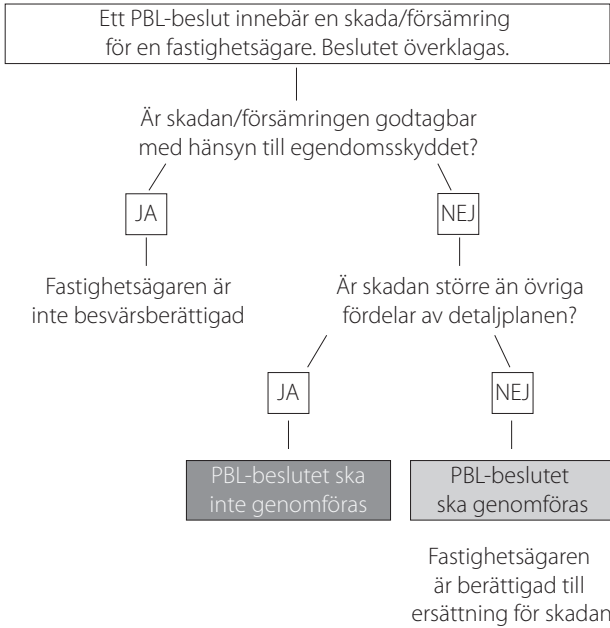 Ett PBL-beslut innebär en skada/försämring
för en fastighetsägare. Beslutet överklagas.
Är skadan/försämringen godtagbar
med hänsyn till egendomsskyddet?
JA
NEJ
Fastighetsägaren är
inte besvärsberättigad
Är skadan större än övriga
fördelar av detaljplanen?
JA
NEJ
PBL-beslutet ska
inte genomföras
PBL-beslutet
ska genomföras
Fastighetsägaren
är berättigad till
ersättning för skadan